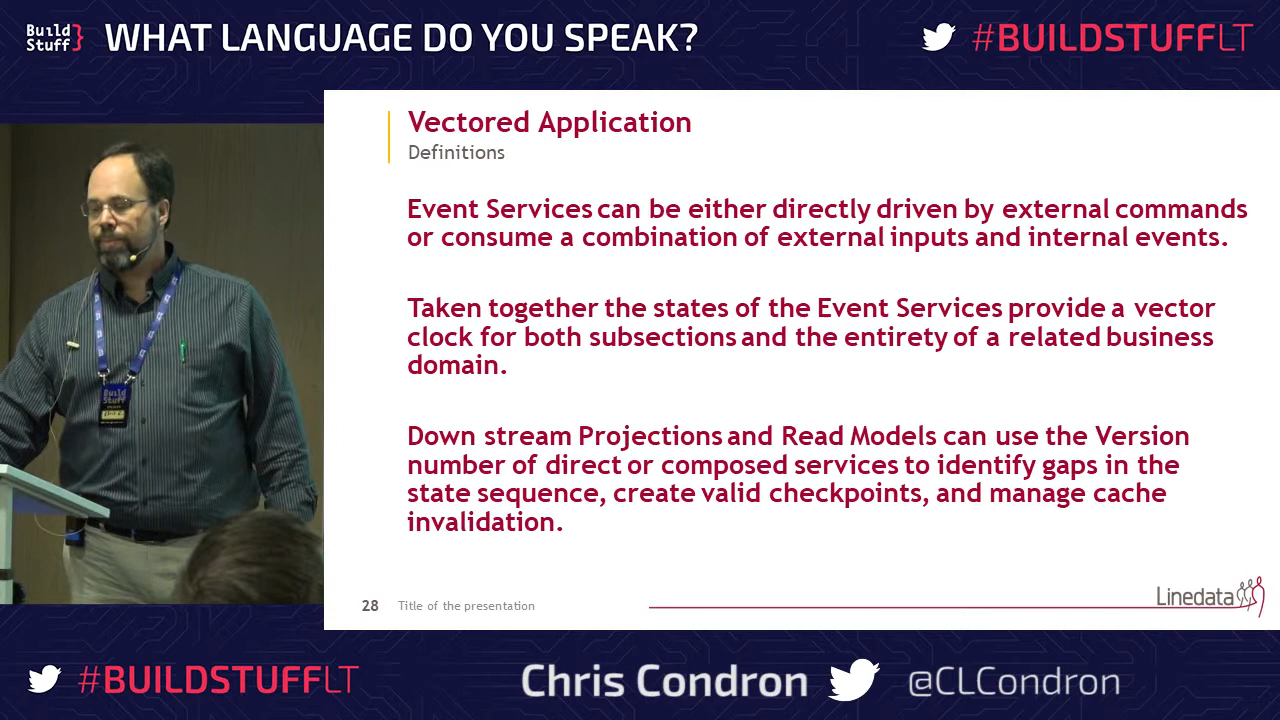 Build
Stuff}
WHAT LANGUAGE DO YOU SPEAK?
#BUILDSTUFFLT
Vectored Application
Definitions
Event Services can be either directly driven by external commands
or consume a combination of external inputs and internal events.
Taken together the states of the Event Services provide a vector
clock for both subsections and the entirety of a related business
domain.
Down stream Projections and Read Models can use the Version
number of direct or composed services to identify gaps in the
state sequence, create valid checkpoints, and manage cache
invalidation.
28 Title of the presentation
Linedata
Build
Stuff
#BUILDSTUFFLT
Chris Condron
@CLCondron